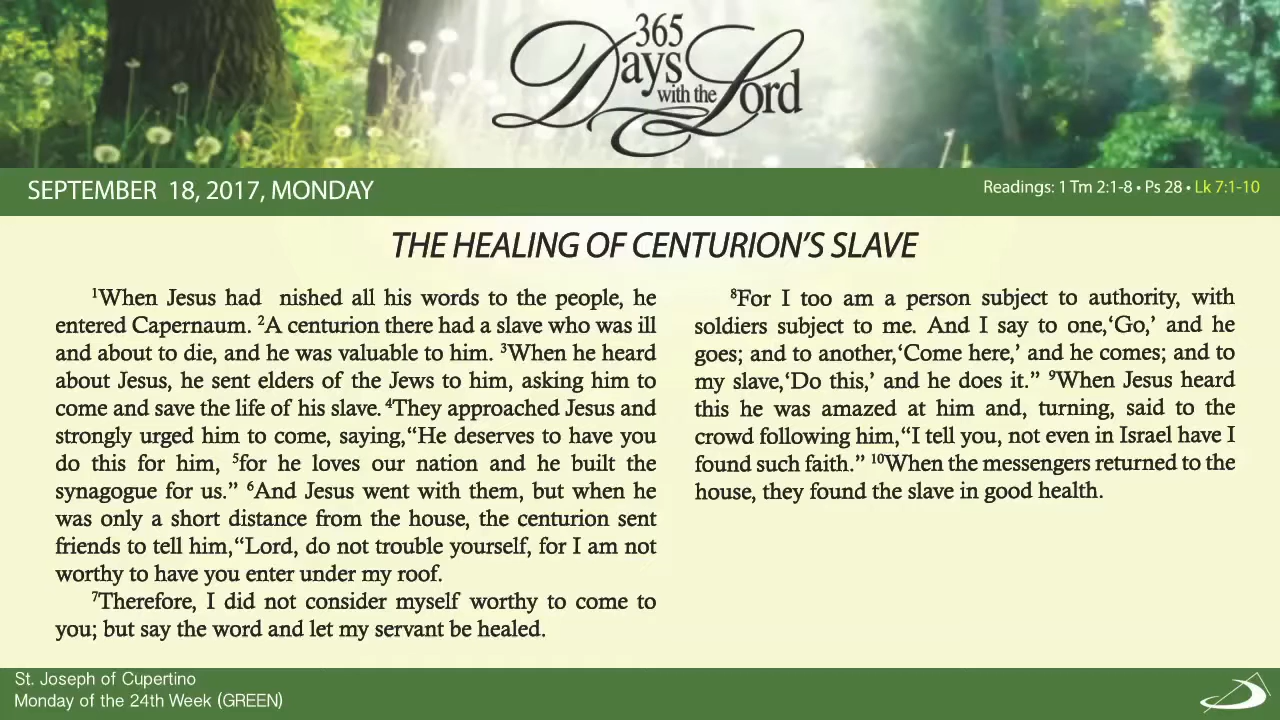 365
Days
with the Lord
SEPTEMBER 18, 2017, MONDAY
Readings: 1 Tm 2:1-8 • Ps 28 • Lk 7:1-10
THE HEALING OF CENTURION'S SLAVE
¹When Jesus had nished all his words to the people, he
entered Capernaum. ²A centurion there had a slave who was ill
and about to die, and he was valuable to him. ³When he heard
about Jesus, he sent elders of the Jews to him, asking him to
come and save the life of his slave. ⁴They approached Jesus and
strongly urged him to come, saying,“He deserves to have you
do this for him, ⁵for he loves our nation and he built the
synagogue for us.” ⁶And Jesus went with them, but when he
was only a short distance from the house, the centurion sent
friends to tell him,“Lord, do not trouble yourself, for I am not
worthy to have you enter under my roof.
⁷Therefore, I did not consider myself worthy to come to
you; but say the word and let my servant be healed.
⁸For I too am a person subject to authority, with
soldiers subject to me. And I say to one,‘Go,’ and he
goes; and to another,‘Come here,’ and he comes; and to
my slave,‘Do this,’ and he does it.” ⁹When Jesus heard
this he was amazed at him and, turning, said to the
crowd following him,“I tell you, not even in Israel have I
found such faith.” ¹⁰When the messengers returned to the
house, they found the slave in good health.
St. Joseph of Cupertino
Monday of the 24th Week (GREEN)